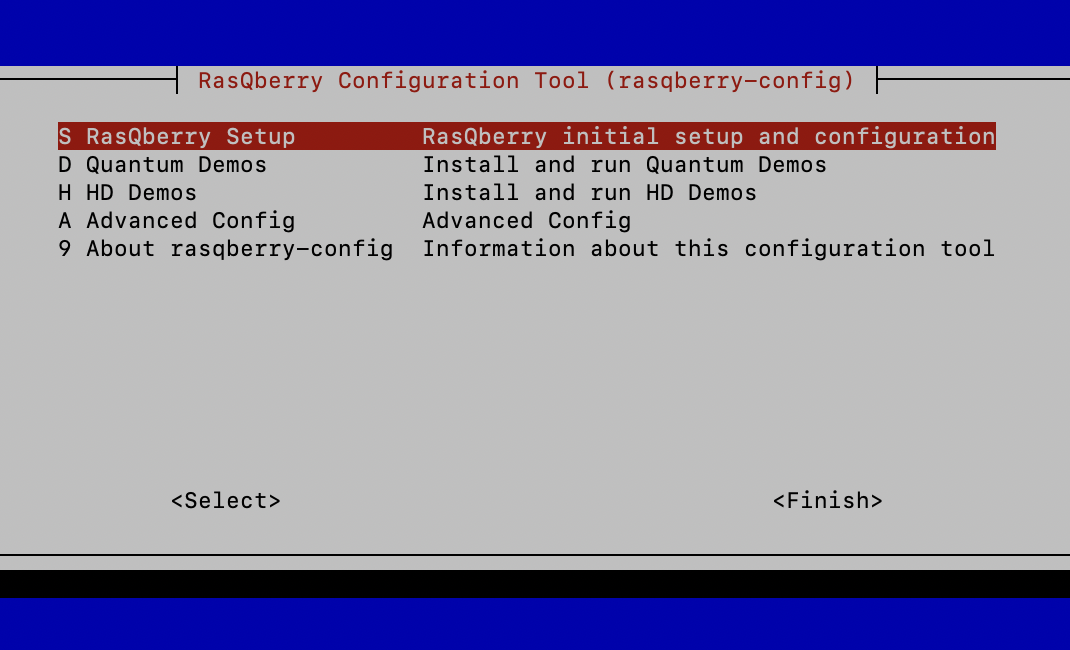 RasQberry Configuration Tool (rasqberry-config)
S RasQberry Setup RasQberry initial setup and configuration
D Quantum Demos Install and run Quantum Demos
H HD Demos Install and run HD Demos
A Advanced Config Advanced Config
9 About rasqberry-config Information about this configuration tool
<Select> <Finish>